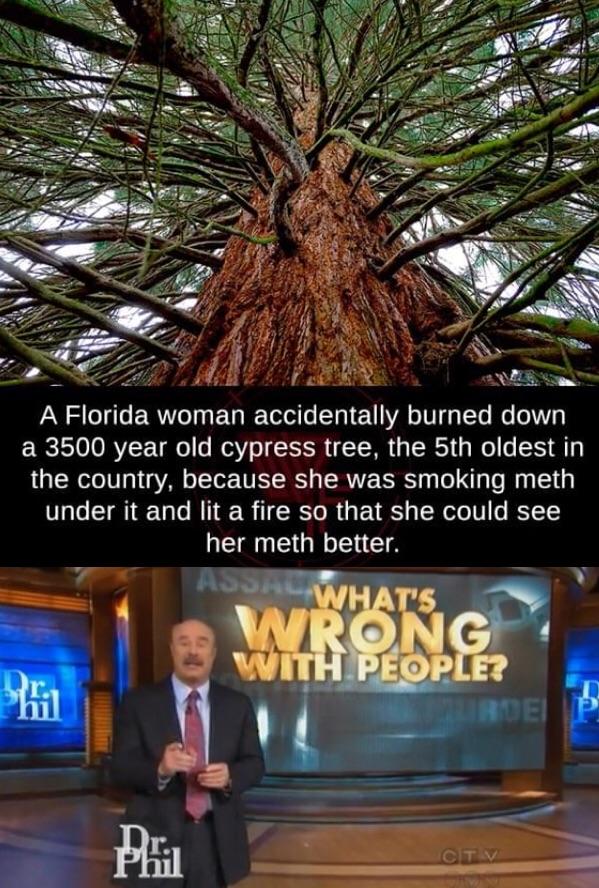 A Florida woman accidentally burned down
a 3500 year old cypress tree, the 5th oldest in
the country, because she was smoking meth
under it and lit a fire so that she could see
her meth better.
WHAT'S
WRONG
WITH PEOPLE?
Dr.
Phil
Dr.
Phil
CITV